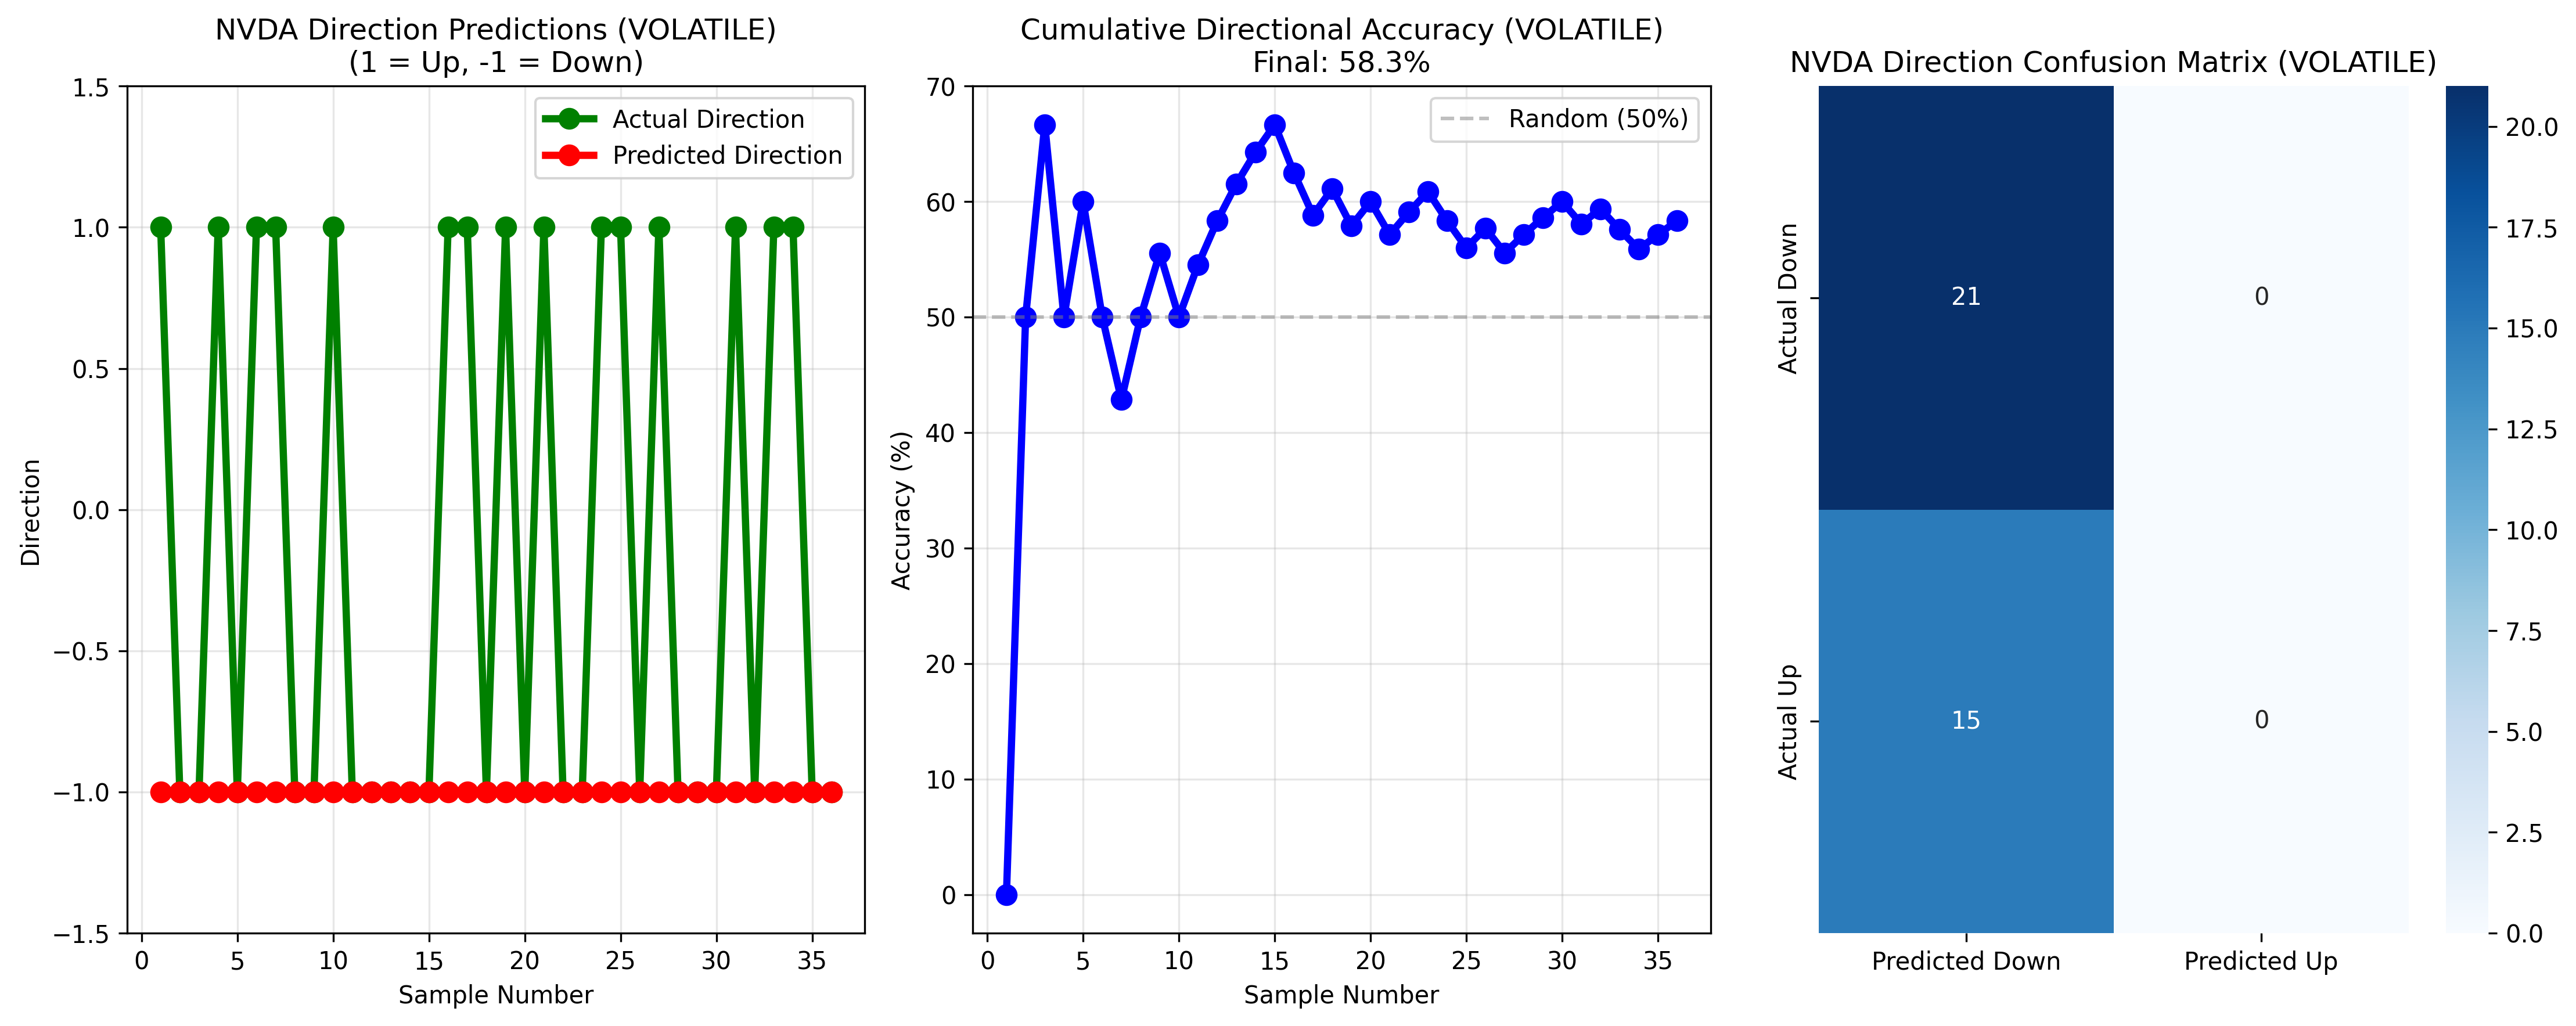 NVDA Direction Predictions (VOLATILE)
(1 = Up, -1 = Down)
Actual Direction
Predicted Direction
1.5
1.0
0.5
0.0
−0.5
−1.0
−1.5
Direction
0 5 10 15 20 25 30 35
Sample Number
Cumulative Directional Accuracy (VOLATILE)
Final: 58.3%
Random (50%)
70
60
50
40
30
20
10
0
Accuracy (%)
0 5 10 15 20 25 30 35
Sample Number
NVDA Direction Confusion Matrix (VOLATILE)
Actual Down
21 0
Actual Up
15 0
Predicted Down Predicted Up
20.0
17.5
15.0
12.5
10.0
7.5
5.0
2.5
0.0